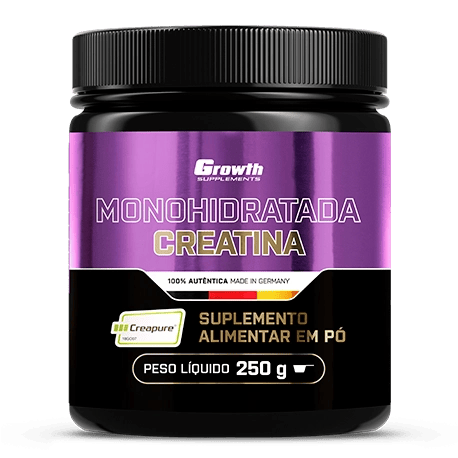 Growth
SUPPLEMENTS
MONOHIDRATADA
CREATINA
100% AUTÊNTICA MADE IN GERMANY
Creapure®
SUPLEMENTO
ALIMENTAR EM PÓ
PESO LÍQUIDO 250 g